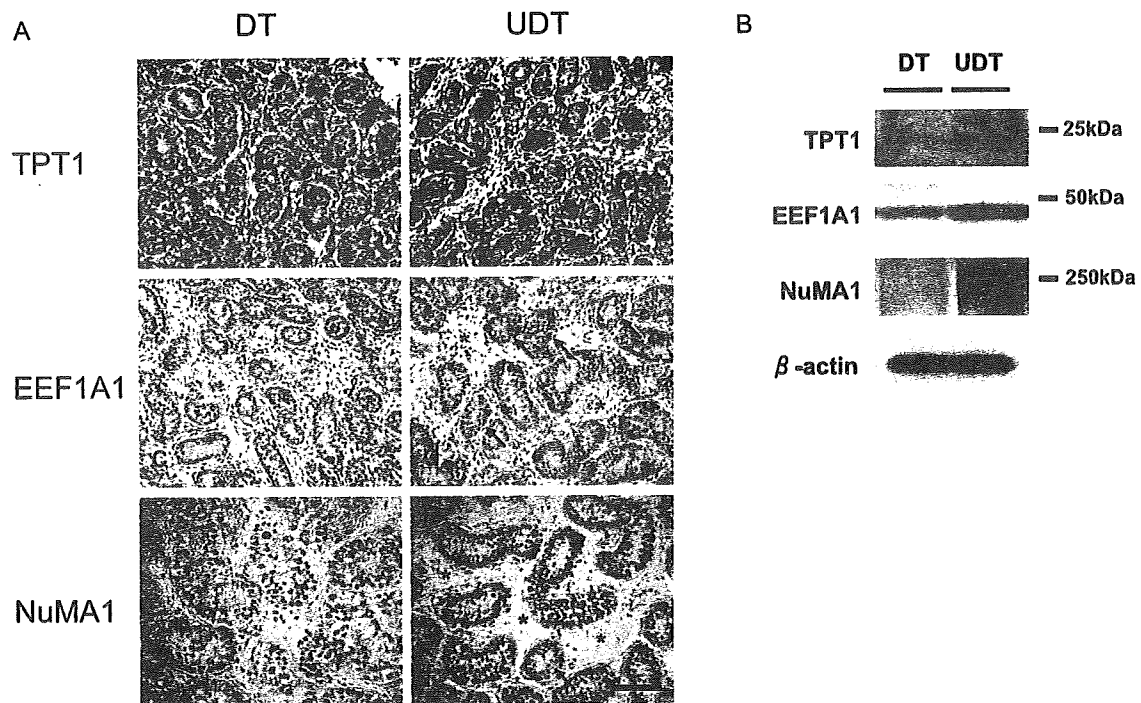 A
DT UDT
TPT1
EEF1A1
NuMA1
B
DT UDT
TPT1 25kDa
EEF1A1 50kDa
NuMA1 250kDa
β-actin